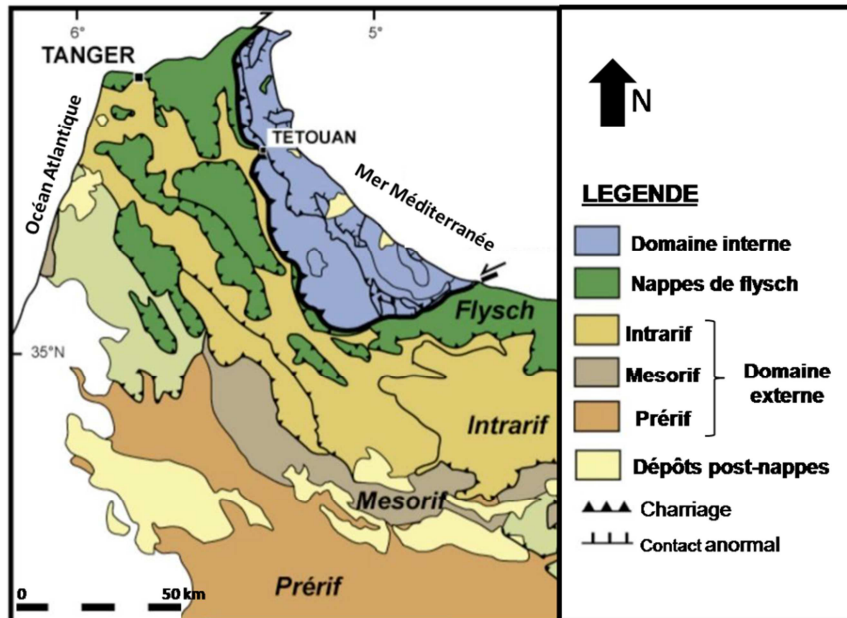 6°
5°
TANGER
TETOUAN
Océan Atlantique
Mer Méditerranée
Flysch
35°N
Intrarif
Mesorif
Prérif
0 50 km
N
LEGENDE
Domaine interne
Nappes de flysch
Intrarif
Mesorif
Prérif
Domaine
externe
Dépôts post-nappes
Charriage
Contact anormal